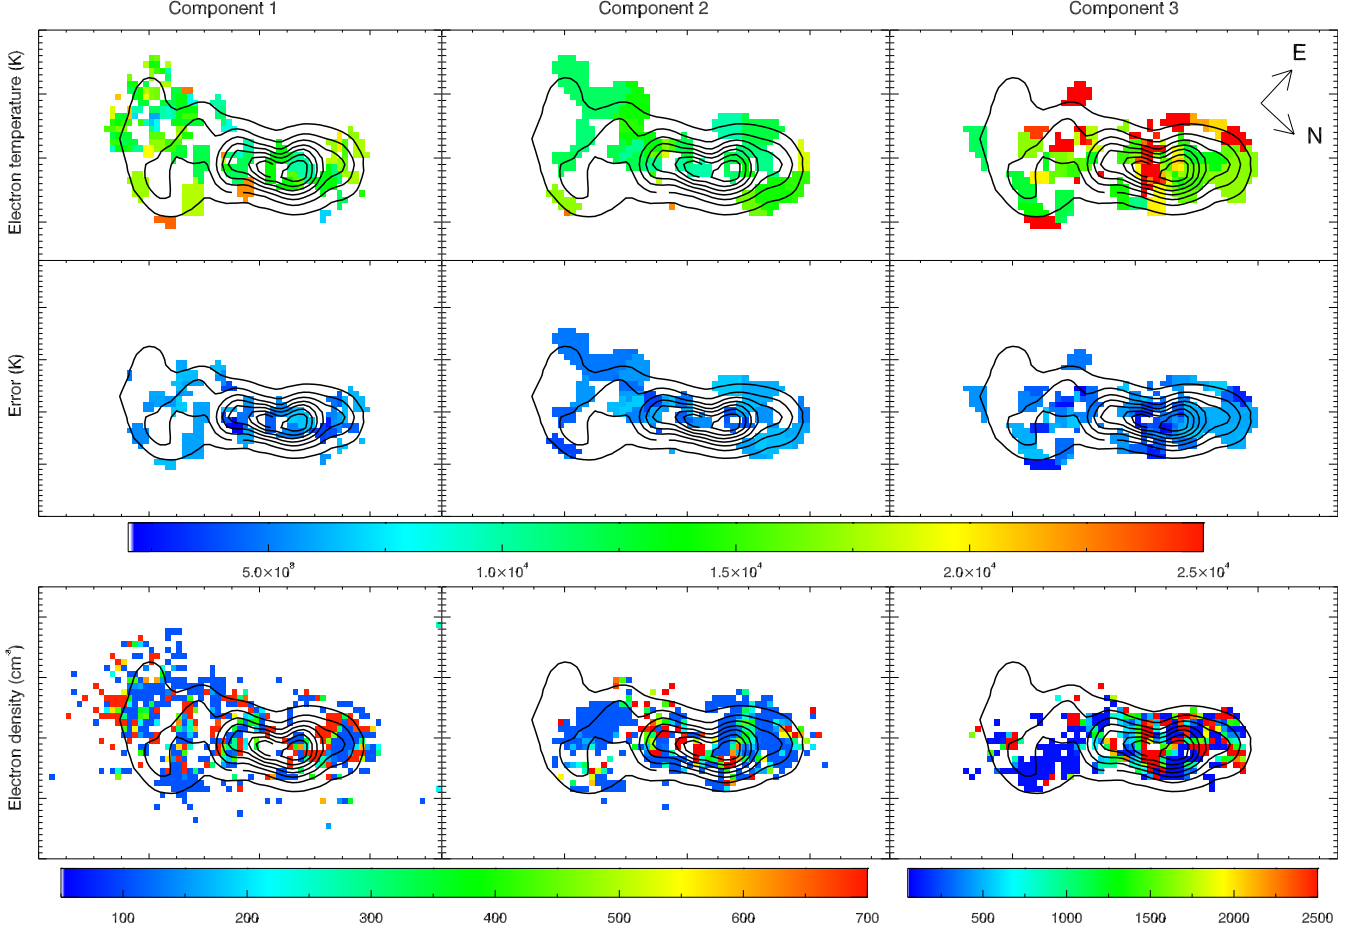 Component 1
Component 2
Component 3
Electron temperature (K)
E
N
Error (K)
5.0×10³
1.0×10⁴
1.5×10⁴
2.0×10⁴
2.5×10⁴
Electron density (cm⁻³)
100
200
300
400
500
600
700
500
1000
1500
2000
2500